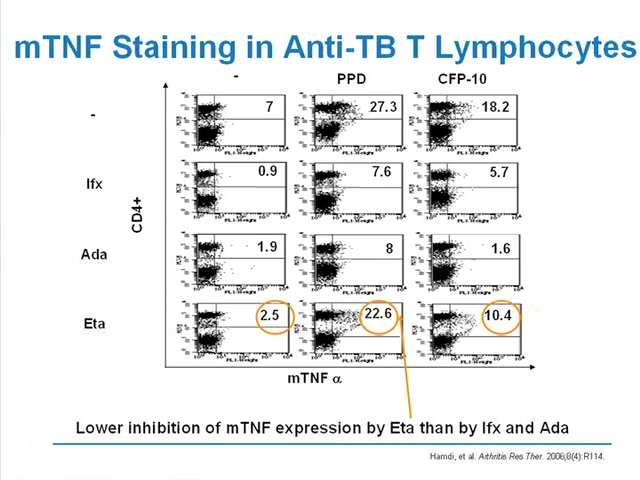 mTNF Staining in Anti-TB T Lymphocytes
- PPD CFP-10
- 7 27.3 18.2
Ifx 0.9 7.6 5.7
Ada 1.9 8 1.6
Eta 2.5 22.6 10.4
CD4+
mTNF α
Lower inhibition of mTNF expression by Eta than by Ifx and Ada
Hamdi, et al. Arthritis Res Ther. 2006;8(4):R114.